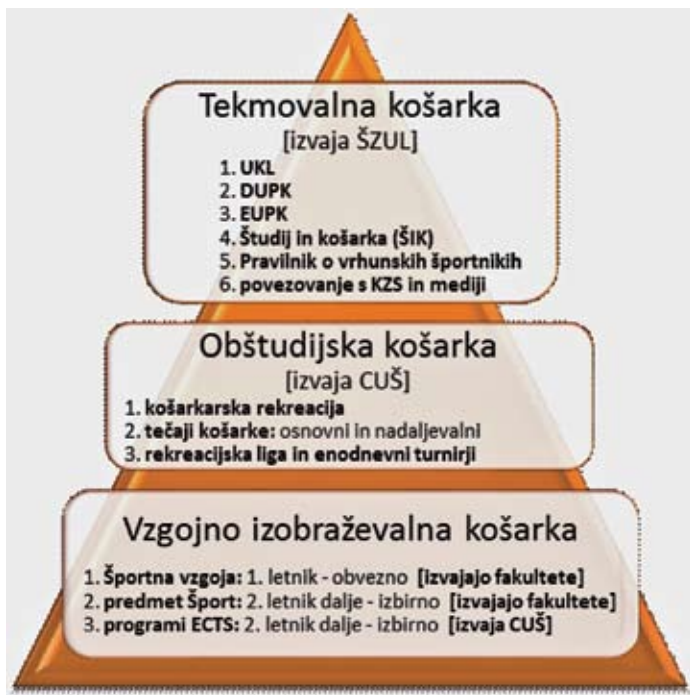 Tekmovalna košarka
[izvaja ŠZUL]
1. UKL
2. DUPK
3. EUPK
4. Študij in košarka (ŠIK)
5. Pravilnik o vrhunskih športnikih
6. povezovanje s KZS in mediji
Obštudijska košarka
[izvaja CUŠ]
1. košarkarska rekreacija
2. tečaji košarke: osnovni in nadaljevalni
3. rekreacijska liga in enodnevni turnirji
Vzgojno izobraževalna košarka
1. Športna vzgoja: 1. letnik - obvezno [izvajajo fakultete]
2. predmet Šport: 2. letnik dalje - izbirno [izvajajo fakultete]
3. programi ECTS: 2. letnik dalje - izbirno [izvaja CUŠ]